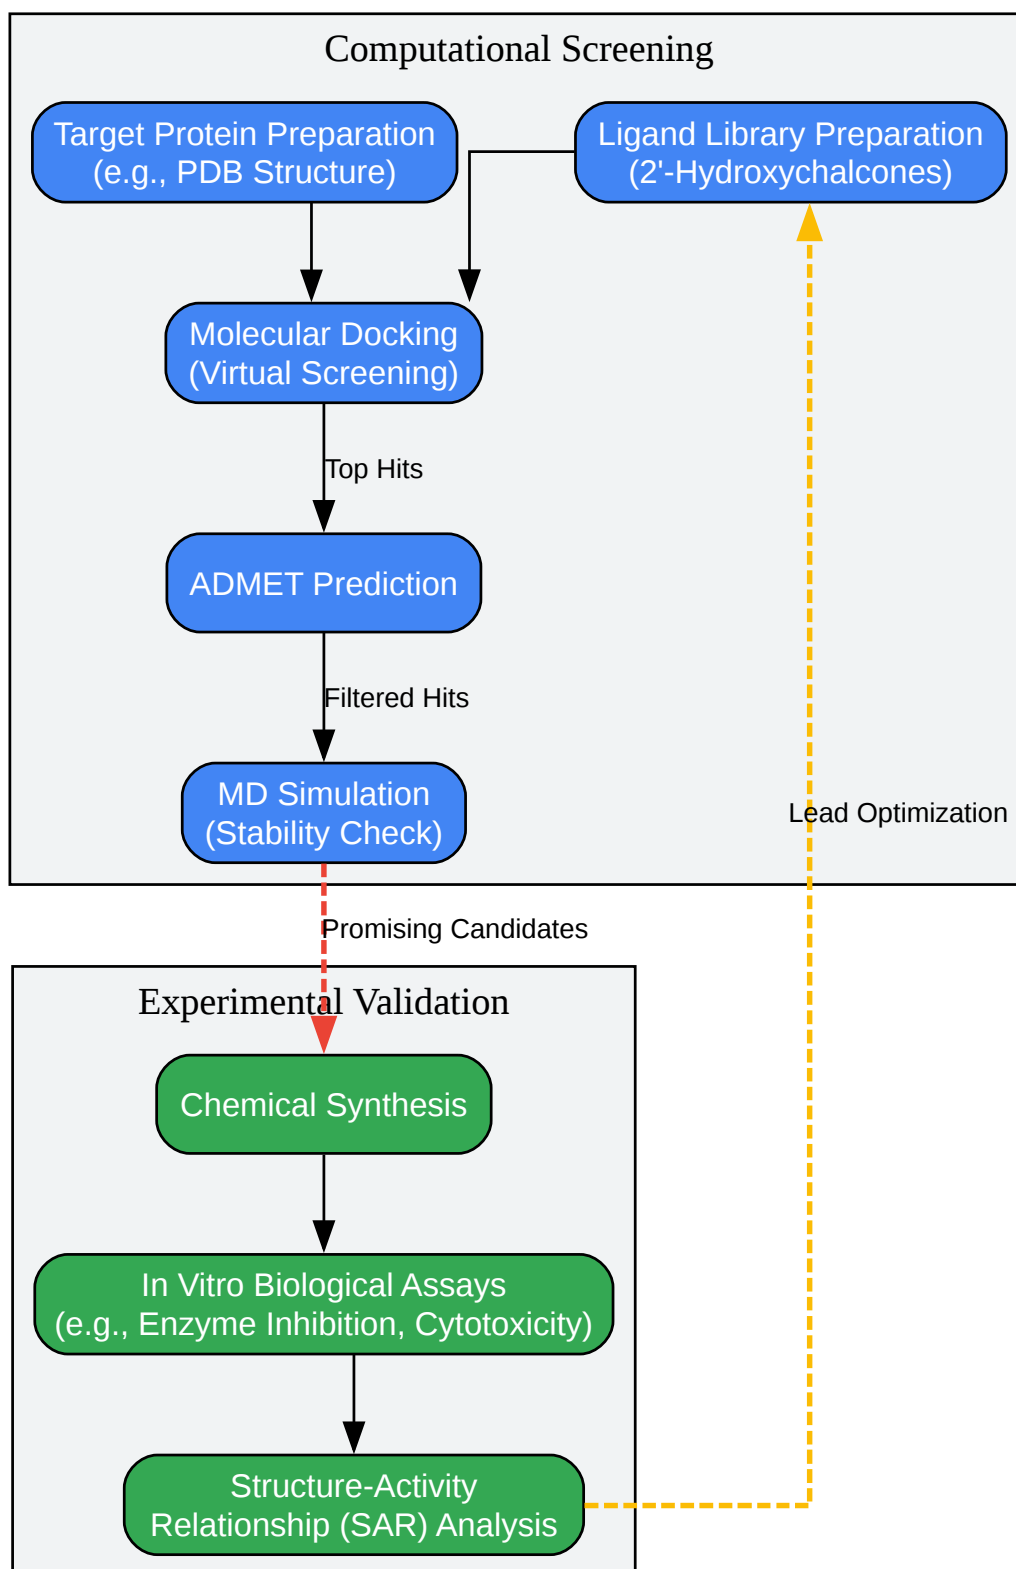 Computational Screening
Target Protein Preparation
(e.g., PDB Structure)
Ligand Library Preparation
(2'-Hydroxychalcones)
Molecular Docking
(Virtual Screening)
Top Hits
ADMET Prediction
Filtered Hits
MD Simulation
(Stability Check)
Lead Optimization
Promising Candidates
Experimental Validation
Chemical Synthesis
In Vitro Biological Assays
(e.g., Enzyme Inhibition, Cytotoxicity)
Structure-Activity
Relationship (SAR) Analysis